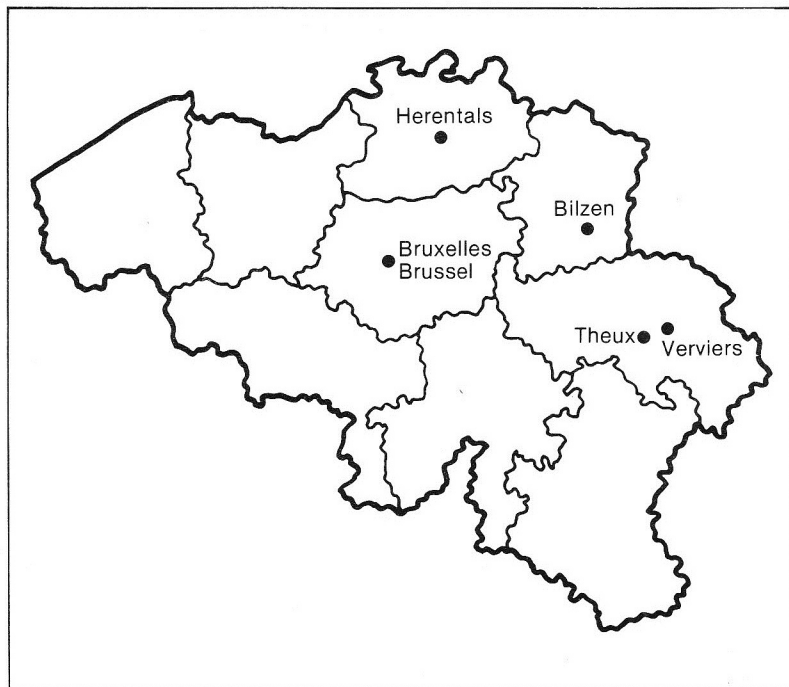 Herentals
Bilzen
Bruxelles
Brussel
Theux
Verviers